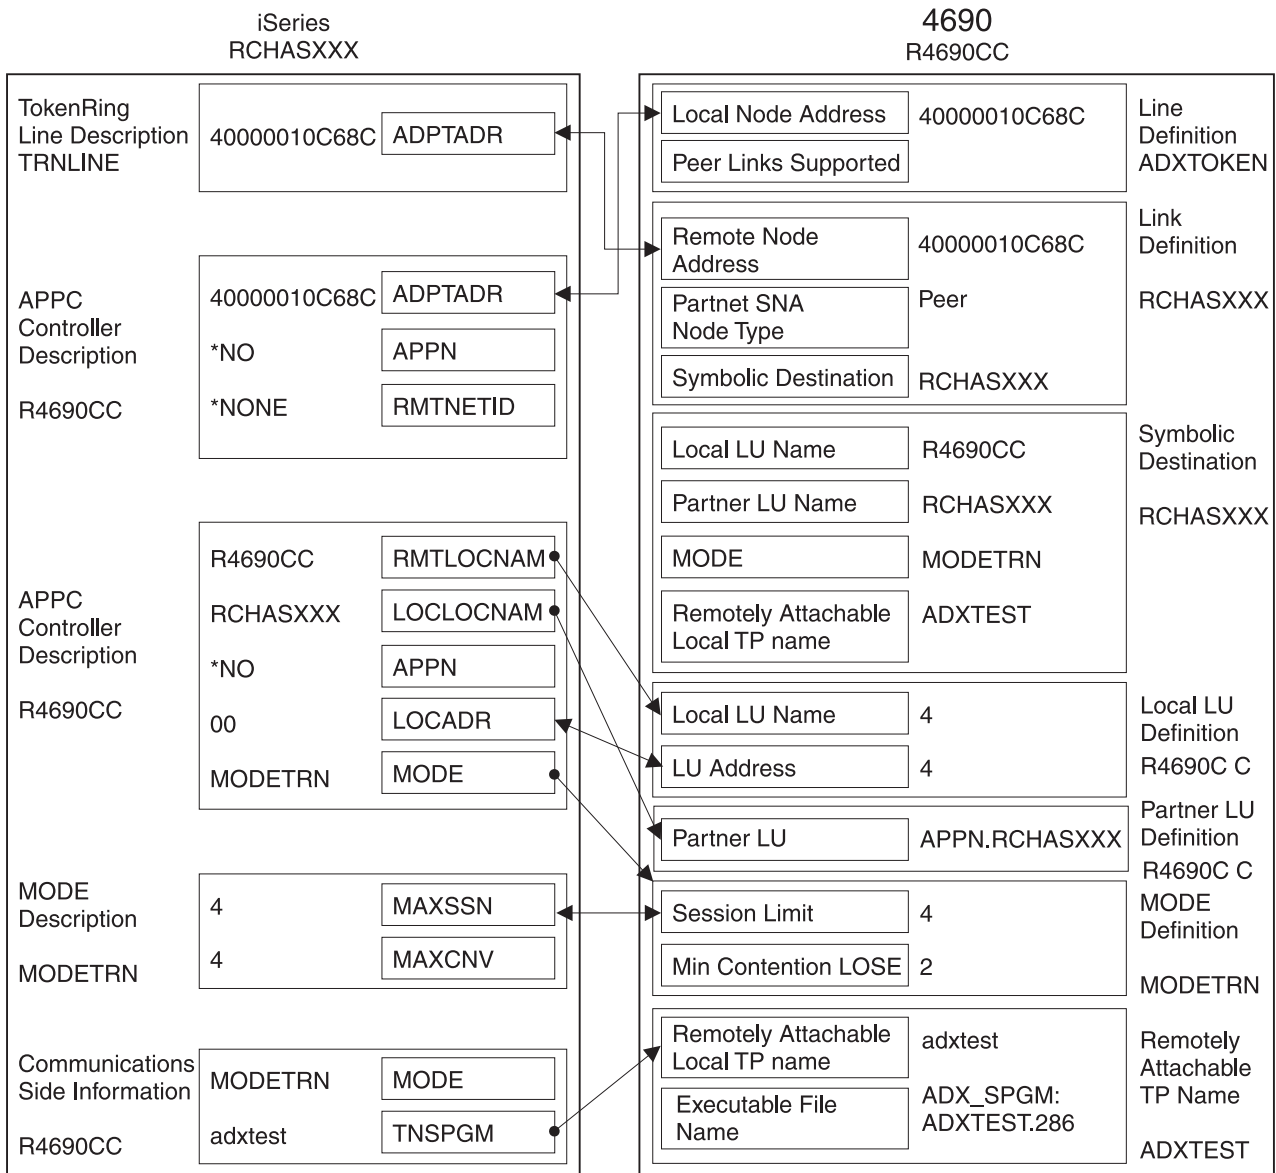 iSeries
RCHASXXX
TokenRing
Line Description
TRNLINE
40000010C68C
ADPTADR
APPC
Controller
Description
R4690CC
40000010C68C
ADPTADR
*NO
APPN
*NONE
RMTNETID
APPC
Controller
Description
R4690CC
R4690CC
RMTLOCNAM
RCHASXXX
LOCLOCNAM
*NO
APPN
00
LOCADR
MODETRN
MODE
MODE
Description
MODETRN
4
MAXSSN
4
MAXCNV
Communications
Side Information
R4690CC
MODETRN
MODE
adxtest
TNSPGM
4690
R4690CC
Local Node Address
40000010C68C
Peer Links Supported
Line
Definition
ADXTOKEN
Remote Node
Address
40000010C68C
Partnet SNA
Node Type
Peer
Symbolic Destination
RCHASXXX
Link
Definition
RCHASXXX
Local LU Name
R4690CC
Partner LU Name
RCHASXXX
MODE
MODETRN
Remotely Attachable
Local TP name
ADXTEST
Symbolic
Destination
RCHASXXX
Local LU Name
4
LU Address
4
Local LU
Definition
R4690C C
Partner LU
APPN.RCHASXXX
Partner LU
Definition
R4690C C
Session Limit
4
Min Contention LOSE
2
MODE
Definition
MODETRN
Remotely Attachable
Local TP name
adxtest
Executable File
Name
ADX_SPGM:
ADXTEST.286
Remotely
Attachable
TP Name
ADXTEST